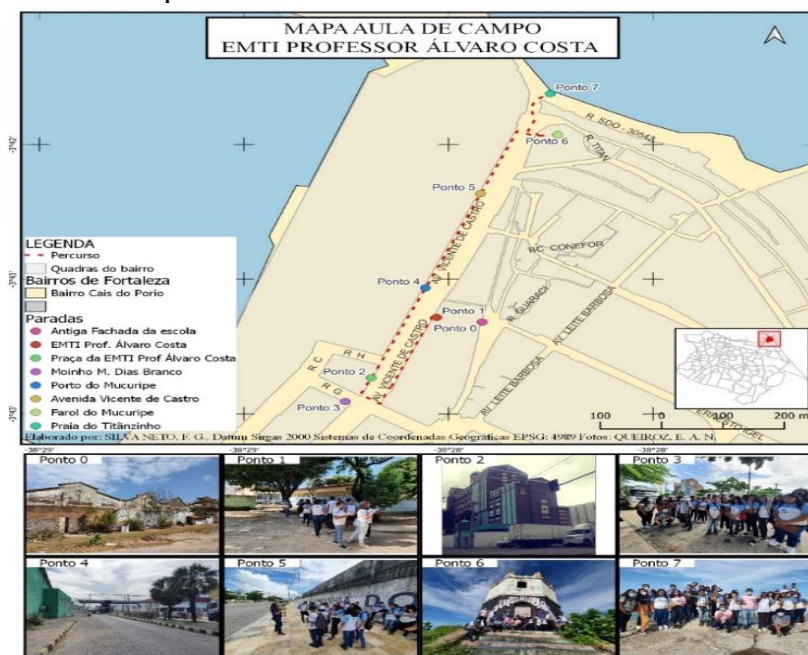 MAPA AULA DE CAMPO
EMTI PROFESSOR ÁLVARO COSTA
Ponto 7
R. SDO - 30543
R. TITAN
Ponto 6
Ponto 5
AV. VICENTE DE CASTRO
BC. CONEFOR
Ponto 4
R. GUARACI
AV. LEITE BARBOSA
Ponto 1
Ponto 0
AV. VICENTE DE CASTRO
AV. LEITE BARBOSA
R C
R H
Ponto 2
R G
Ponto 3
LEGENDA
Percurso
Quadras do bairro
Bairros de Fortaleza
Bairro Cais do Porio
Paradas
Antiga Fachada da escola
EMTI Prof. Álvaro Costa
Praça da EMTI Prof Álvaro Costa
Moinho M. Dias Branco
Porto do Mucuripe
Avenida Vicente de Castro
Farol do Mucuripe
Praia do Titãnzinho
100 0 100 200 m
Elaborado por: SILVA NETO, F. G., Datum Sirgas 2000 Sistemas de Coordenadas Geográficas EPSG: 4989 Fotos: QUEIROZ, E. A. N.
-38°29' -38°29' -38°28' -38°28'
Ponto 0
Ponto 1
Ponto 2
Ponto 3
Ponto 4
Ponto 5
Ponto 6
Ponto 7